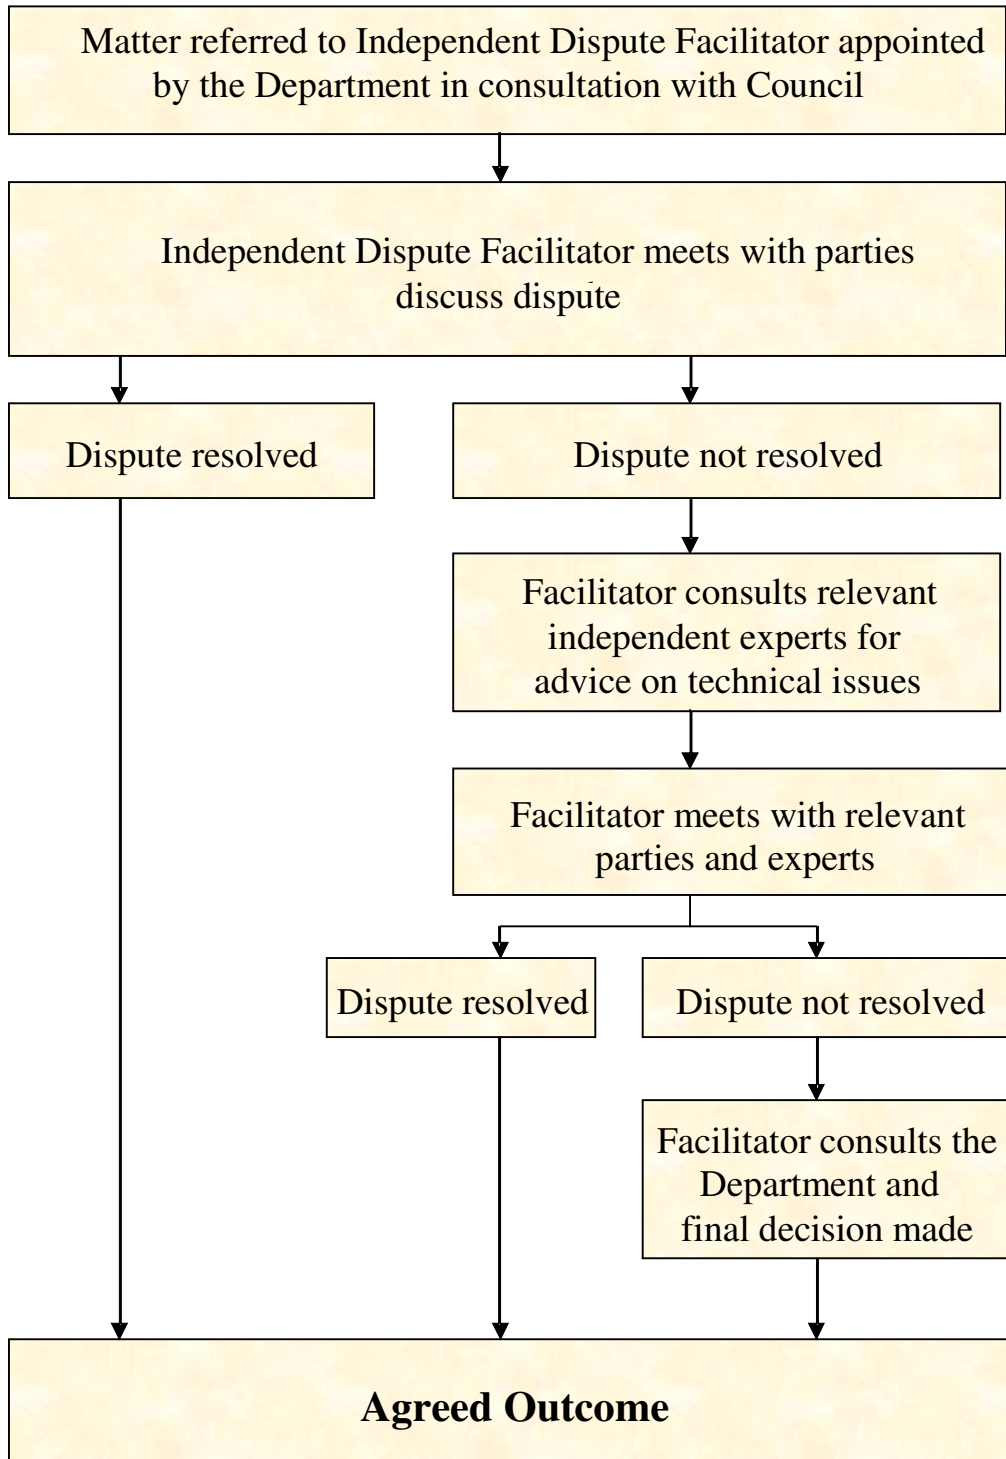 Matter referred to Independent Dispute Facilitator appointed
by the Department in consultation with Council
Independent Dispute Facilitator meets with parties
discuss dispute
Dispute resolved
Dispute not resolved
Facilitator consults relevant
independent experts for
advice on technical issues
Facilitator meets with relevant
parties and experts
Dispute resolved
Dispute not resolved
Facilitator consults the
Department and
final decision made
Agreed Outcome